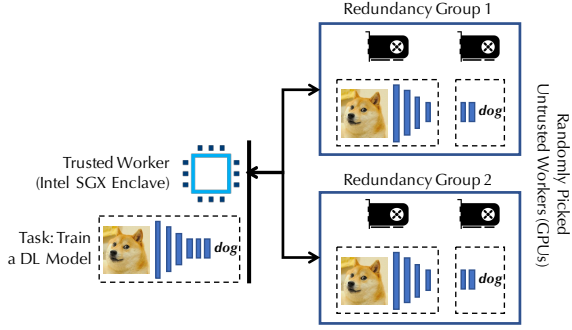 Redundancy Group 1
dog
Trusted Worker
(Intel SGX Enclave)
Task: Train
a DL Model
dog
Redundancy Group 2
dog
Randomly Picked
Untrusted Workers (GPUs)